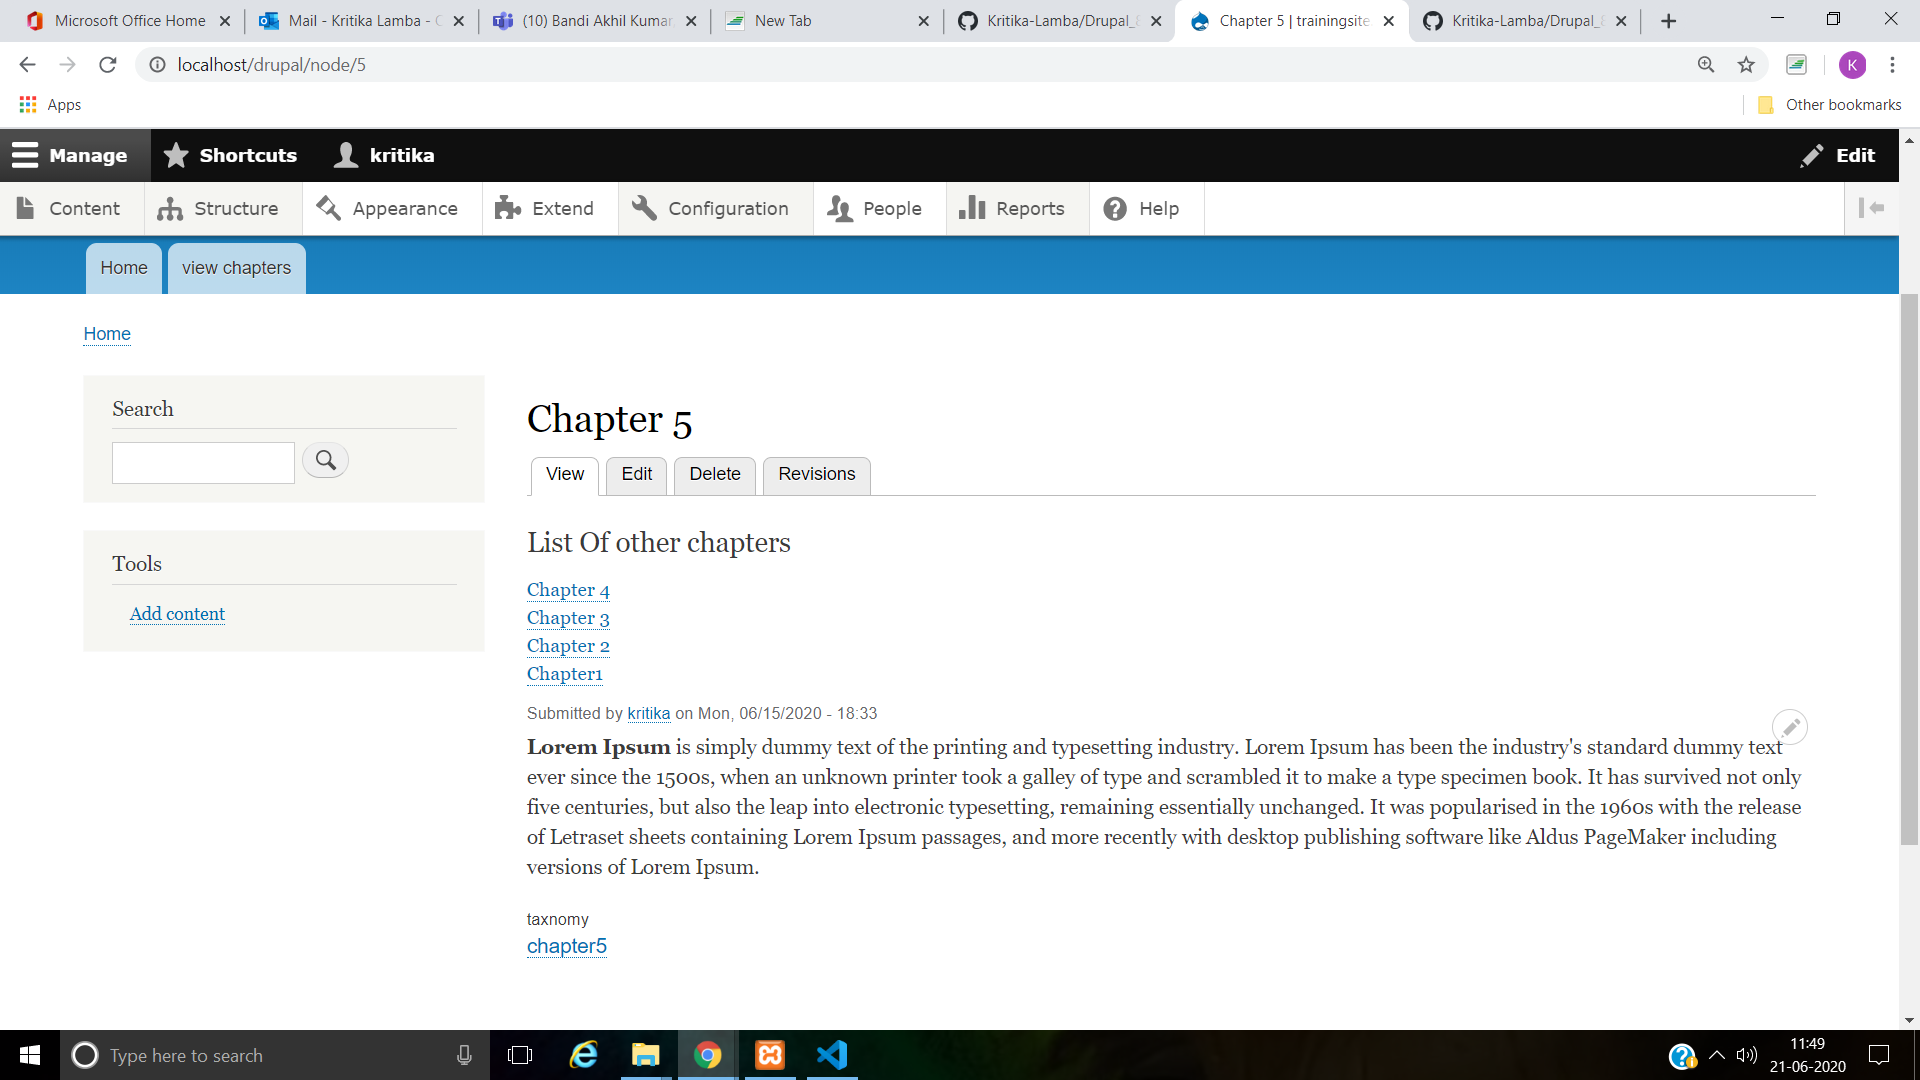 Microsoft Office Home
Mail - Kritika Lamba -
(10) Bandi Akhil Kumar
New Tab
Kritika-Lamba/Drupal_
Chapter 5 | trainingsite
Kritika-Lamba/Drupal_
localhost/drupal/node/5
K
Apps
Other bookmarks
Manage
Shortcuts
kritika
Edit
Content
Structure
Appearance
Extend
Configuration
People
Reports
Help
Home
view chapters
Home
Search
Tools
Add content
Chapter 5
View
Edit
Delete
Revisions
List Of other chapters
Chapter 4
Chapter 3
Chapter 2
Chapter1
Submitted by kritika on Mon, 06/15/2020 - 18:33
Lorem Ipsum is simply dummy text of the printing and typesetting industry. Lorem Ipsum has been the industry's standard dummy text
ever since the 1500s, when an unknown printer took a galley of type and scrambled it to make a type specimen book. It has survived not only
five centuries, but also the leap into electronic typesetting, remaining essentially unchanged. It was popularised in the 1960s with the release
of Letraset sheets containing Lorem Ipsum passages, and more recently with desktop publishing software like Aldus PageMaker including
versions of Lorem Ipsum.
taxnomy
chapter5
Type here to search
11:49
21-06-2020